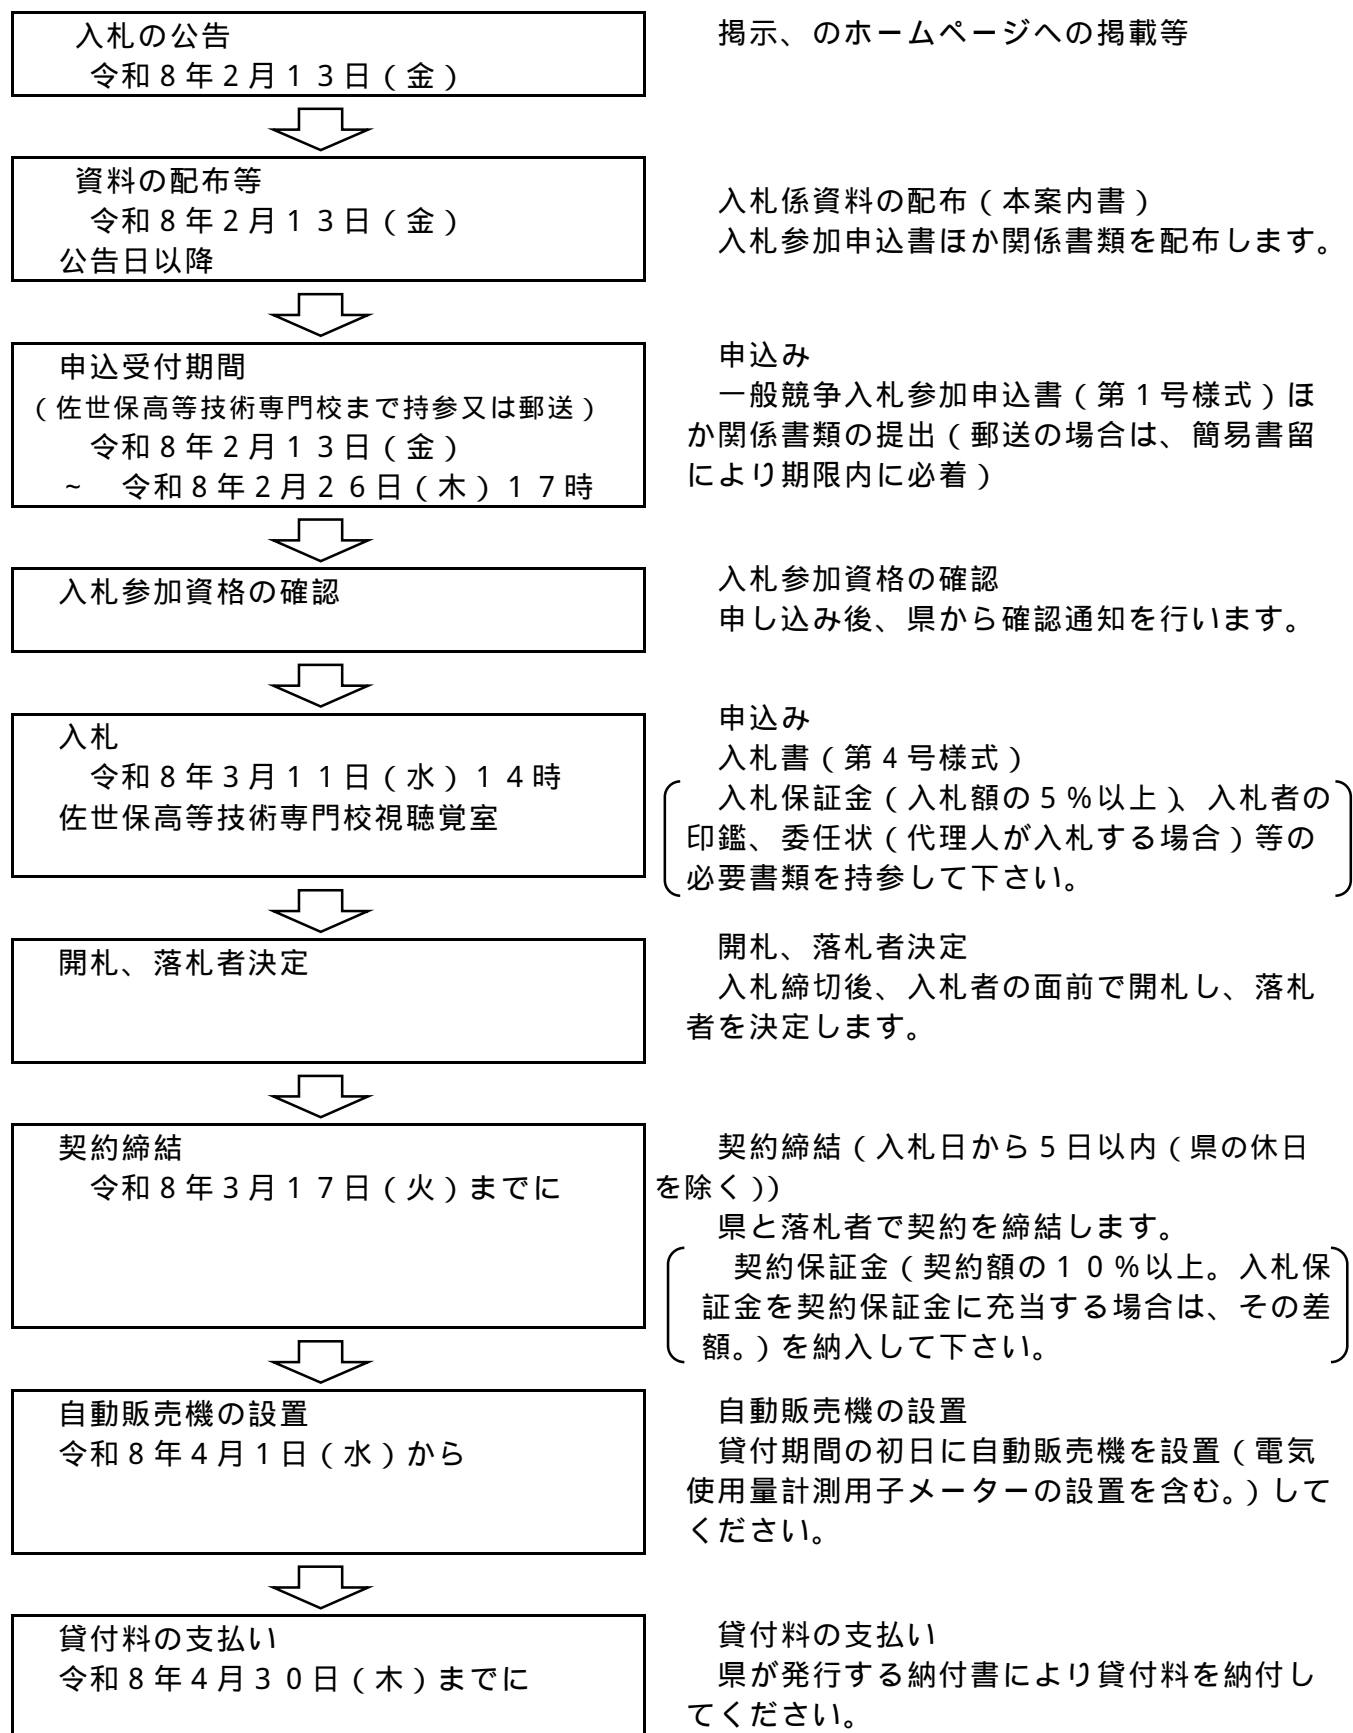 入札の公告
令和８年２月１３日（金）
掲示、のホームページへの掲載等
資料の配布等
令和８年２月１３日（金）
公告日以降
入札係資料の配布（本案内書）
入札参加申込書ほか関係書類を配布します。
申込受付期間
（佐世保高等技術専門校まで持参又は郵送）
令和８年２月１３日（金）
～　令和８年２月２６日（木）１７時
申込み
一般競争入札参加申込書（第１号様式）ほ
か関係書類の提出（郵送の場合は、簡易書留
により期限内に必着）
入札参加資格の確認
入札参加資格の確認
申し込み後、県から確認通知を行います。
入札
令和８年３月１１日（水）１４時
佐世保高等技術専門校視聴覚室
申込み
入札書（第４号様式）
入札保証金（入札額の５％以上）、入札者の
印鑑、委任状（代理人が入札する場合）等の
必要書類を持参して下さい。
開札、落札者決定
開札、落札者決定
入札締切後、入札者の面前で開札し、落札
者を決定します。
契約締結
令和８年３月１７日（火）までに
契約締結（入札日から５日以内（県の休日
を除く））
県と落札者で契約を締結します。
契約保証金（契約額の１０％以上。入札保
証金を契約保証金に充当する場合は、その差
額。）を納入して下さい。
自動販売機の設置
令和８年４月１日（水）から
自動販売機の設置
貸付期間の初日に自動販売機を設置（電気
使用量計測用子メーターの設置を含む。）して
ください。
貸付料の支払い
令和８年４月３０日（木）までに
貸付料の支払い
県が発行する納付書により貸付料を納付し
てください。